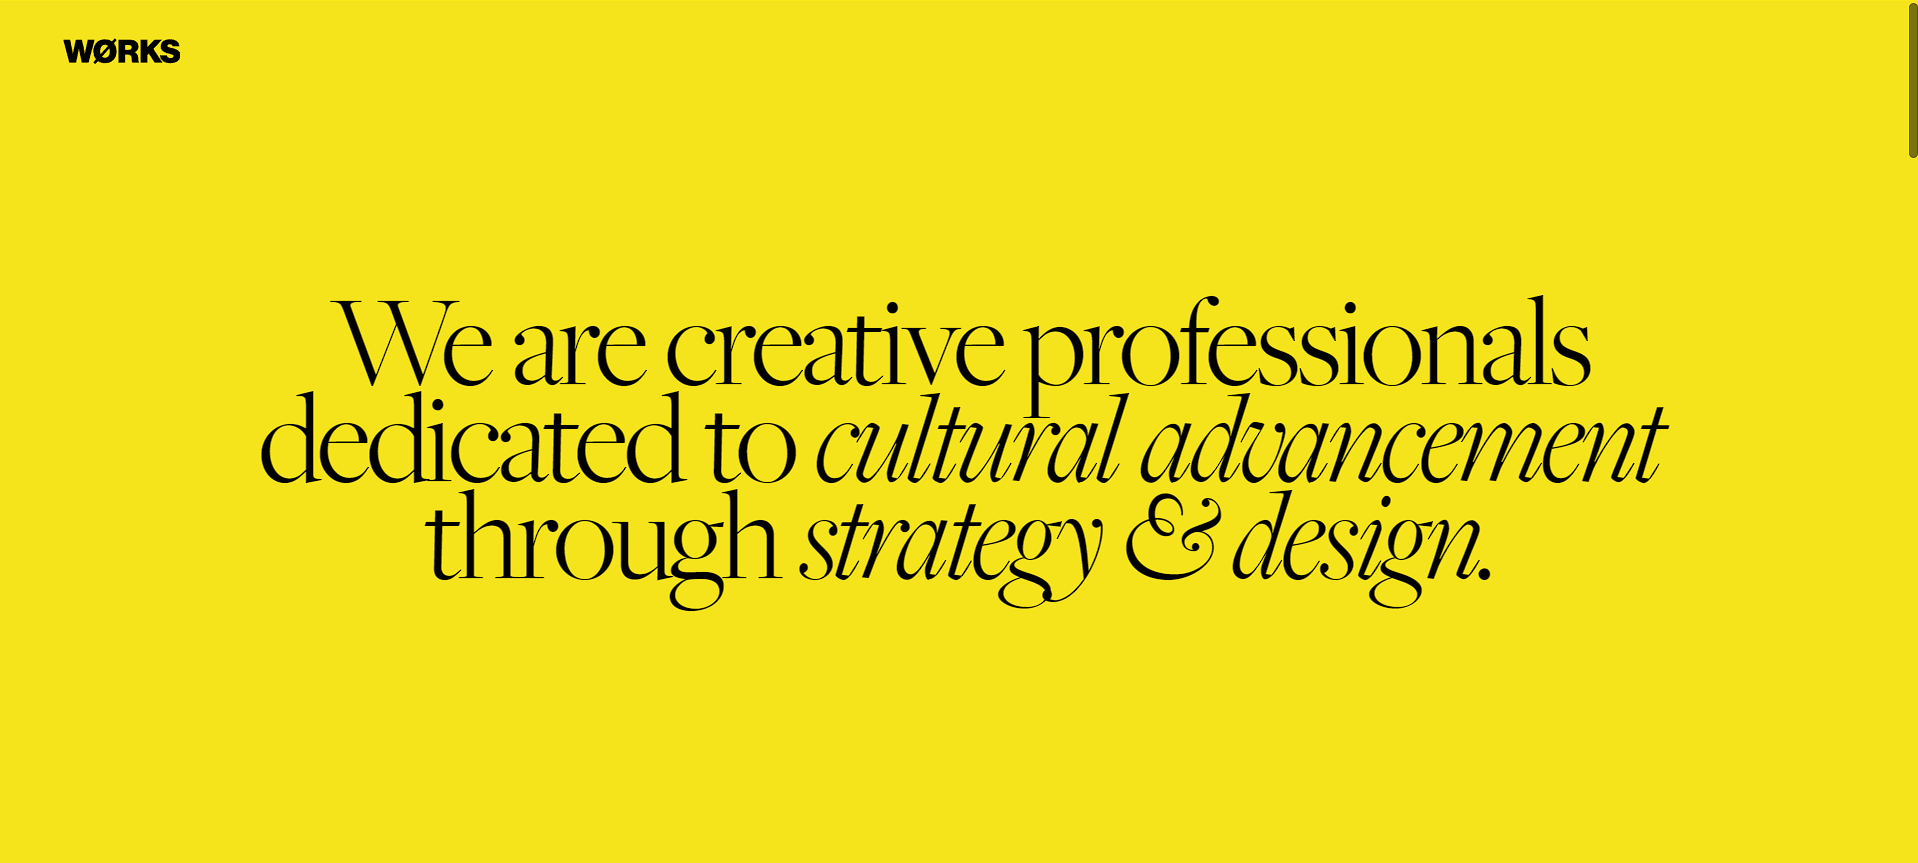 WØRKS
We are creative professionals
dedicated to cultural advancement
through strategy & design.